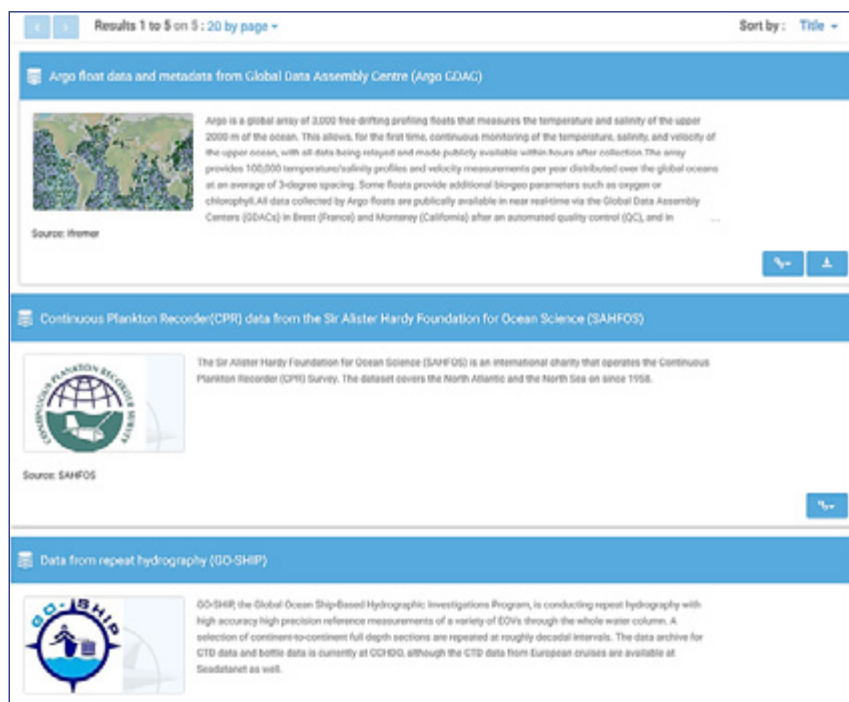 Results 1 to 5 on 5 : 20 by page
Sort by : Title
Argo float data and metadata from Global Data Assembly Centre (Argo GDAC)
Argo is a global array of 3,000 free-drifting profiling floats that measures the temperature and salinity of the upper
2000 m of the ocean. This allows, for the first time, continuous monitoring of the temperature, salinity, and velocity of
the upper ocean, with all data being relayed and made publicly available within hours after collection.The array
provides 100,000 temperature/salinity profiles and velocity measurements per year distributed over the global oceans
at an average of 3-degree spacing. Some floats provide additional bio-geo parameters such as oxygen or
chlorophyll.All data collected by Argo floats are publically available in near real-time via the Global Data Assembly
Centers (GDACs) in Brest (France) and Monterey (California) after an automated quality control (QC), and in ...
Source: Ifremer
Continuous Plankton Recorder(CPR) data from the Sir Alister Hardy Foundation for Ocean Science (SAHFOS)
CONTINUOUS PLANKTON RECORDER SURVEY
The Sir Alister Hardy Foundation for Ocean Science (SAHFOS) is an international charity that operates the Continuous
Plankton Recorder (CPR) Survey. The dataset covers the North Atlantic and the North Sea on since 1958.
Source: SAHFOS
Data from repeat hydrography (GO-SHIP)
GO-SHIP
GO-SHIP, the Global Ocean Ship-Based Hydrographic Investigations Program, is conducting repeat hydrography with
high accuracy high precision reference measurements of a variety of EOVs through the whole water column. A
selection of continent-to-continent full depth sections are repeated at roughly decadal intervals. The data archive for
CTD data and bottle data is currently at CCHDO, although the CTD data from European cruises are available at
Seadatanet as well.